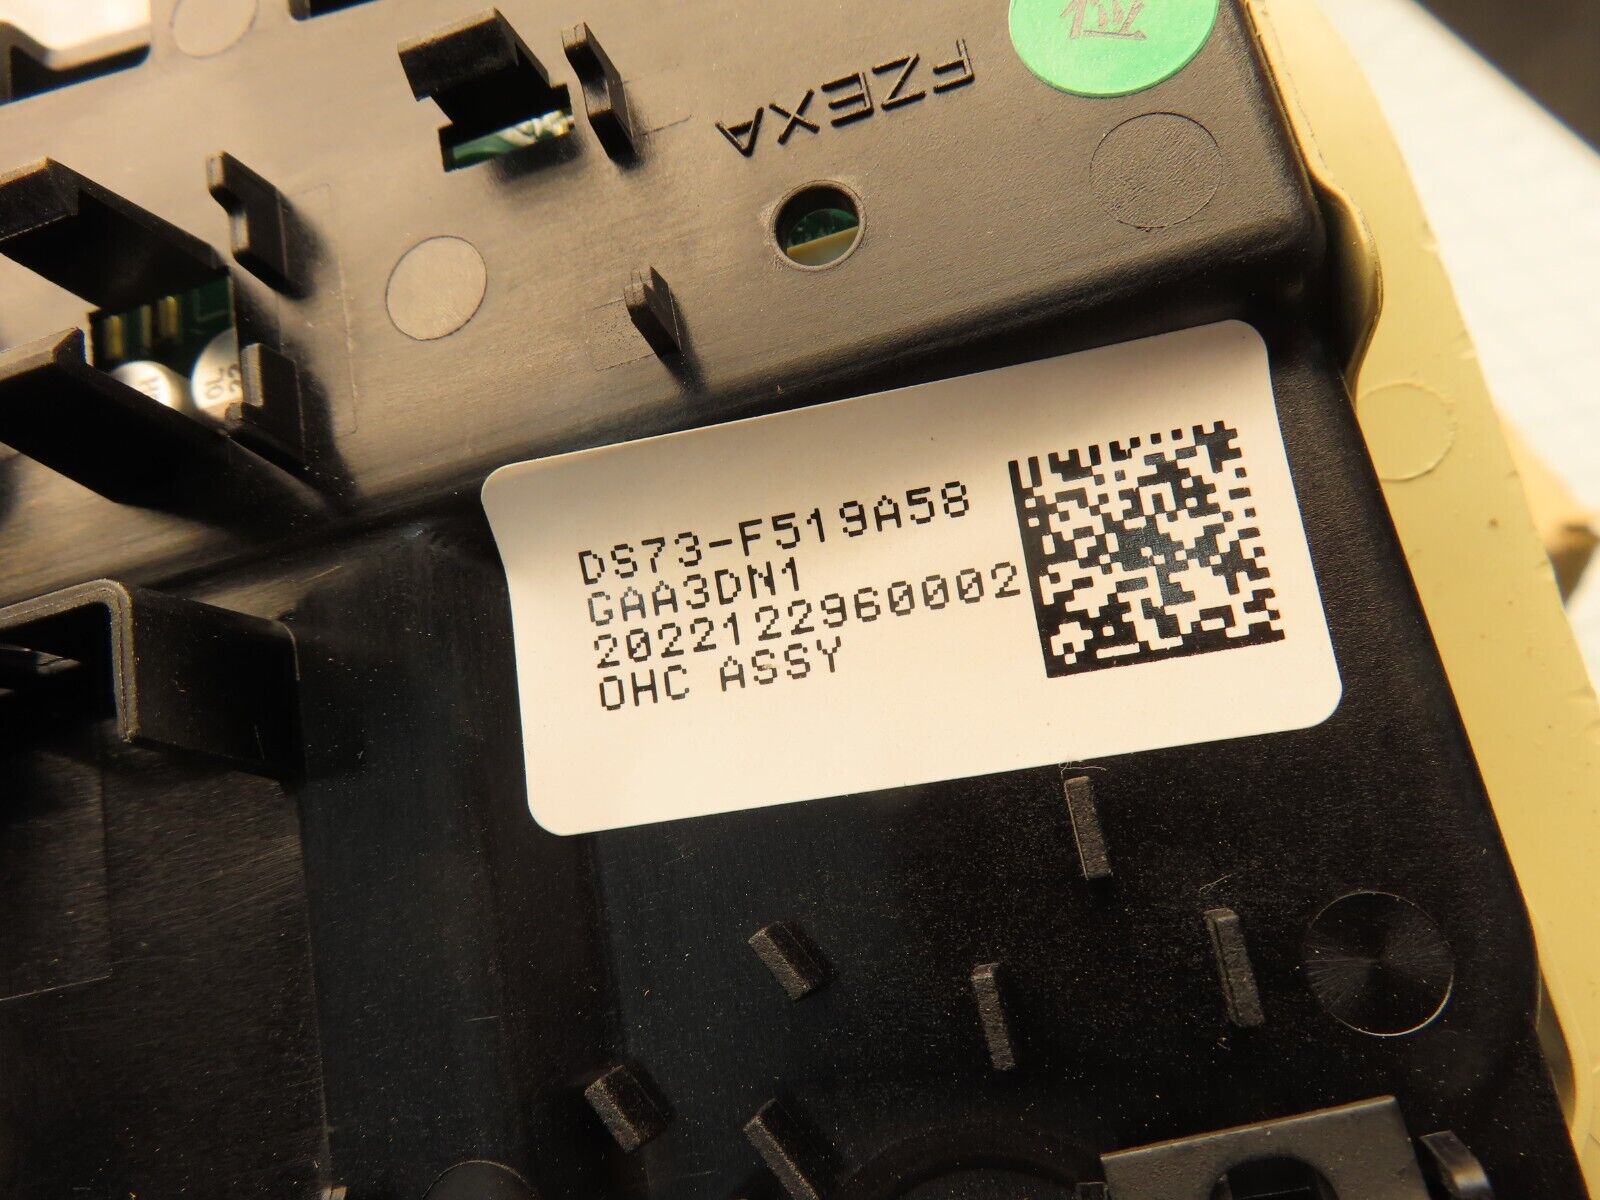 FZEXA
DS73-F519A58
GAA3DN1
2022122960002
OHC ASSY